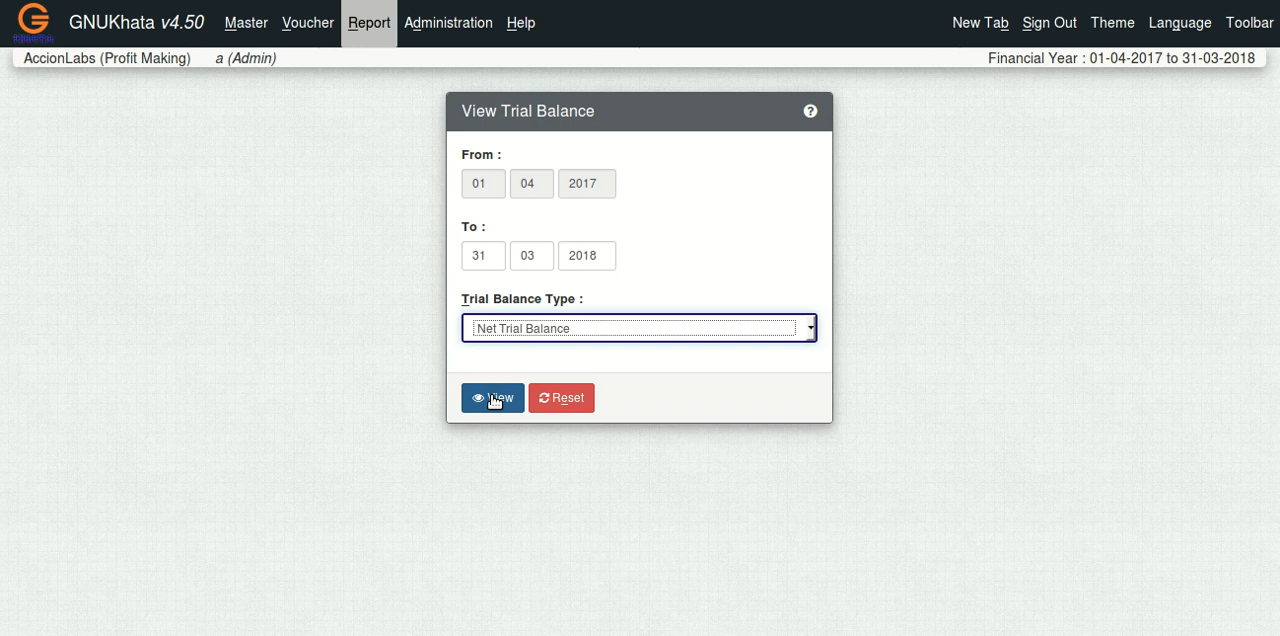 GNUKhata v4.50 Master Voucher Report Administration Help New Tab Sign Out Theme Language Toolbar
AccionLabs (Profit Making) a (Admin) Financial Year : 01-04-2017 to 31-03-2018
View Trial Balance
From :
01 04 2017
To :
31 03 2018
Trial Balance Type :
Net Trial Balance
Reset